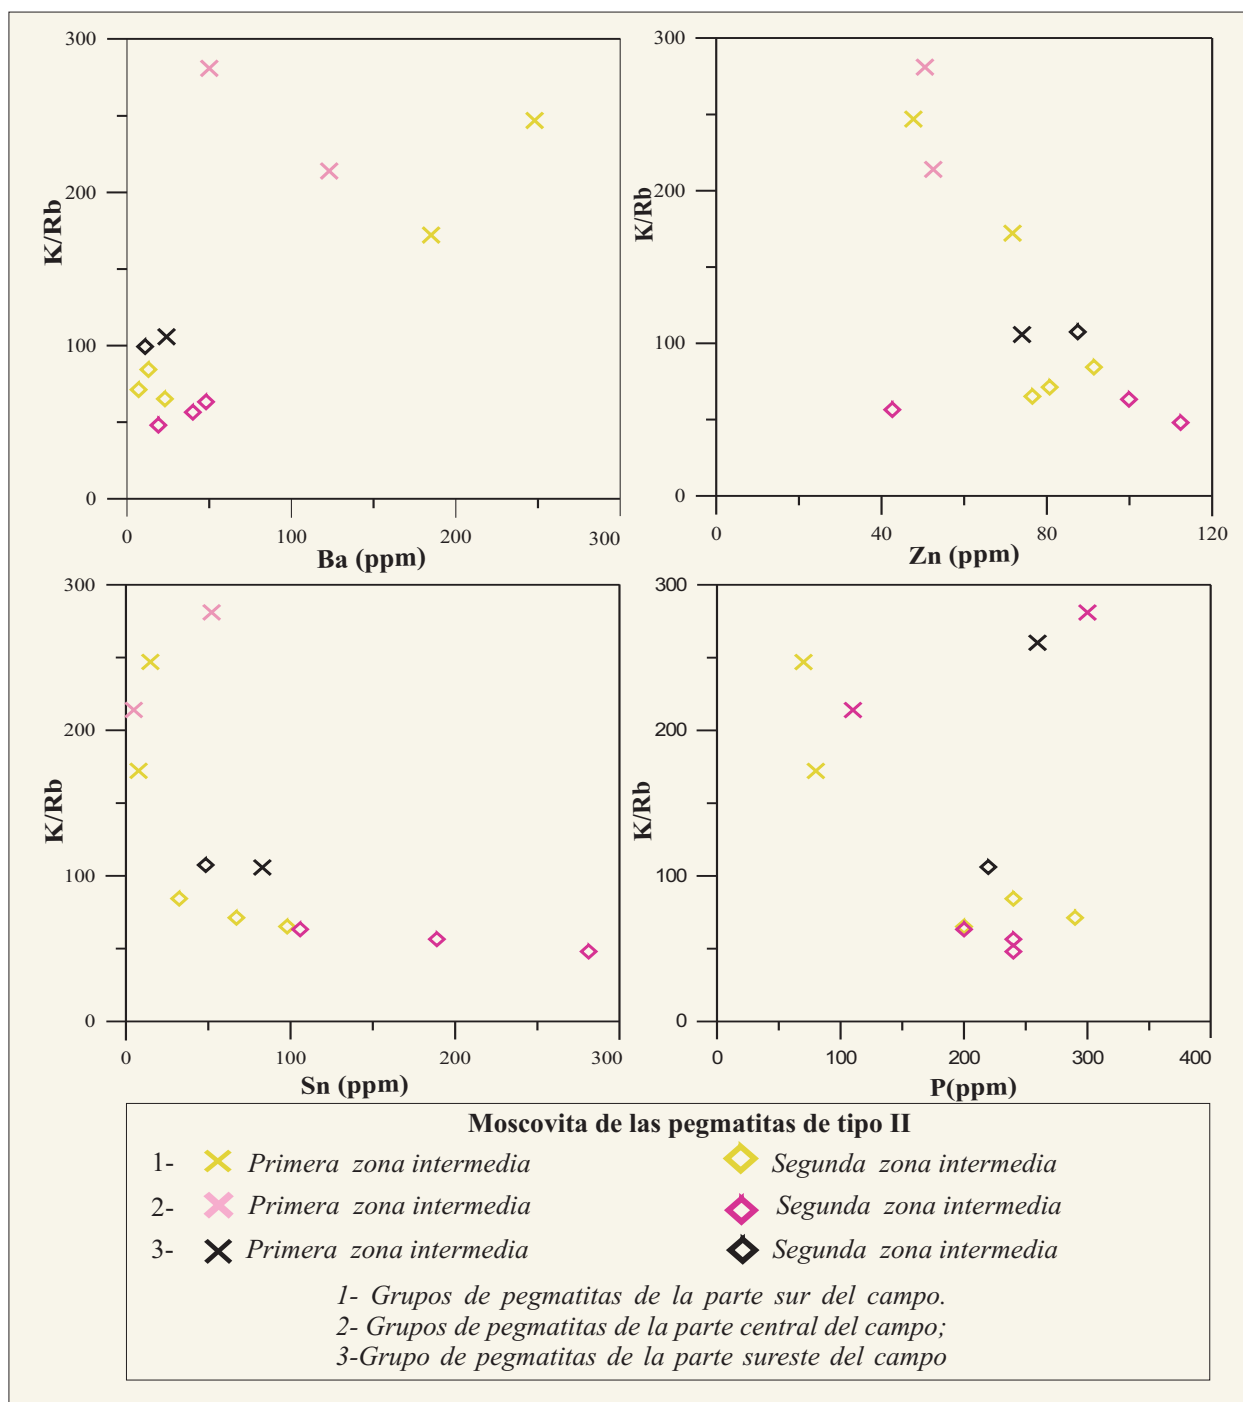 300
200
100
0
K/Rb
0
100
200
300
Ba (ppm)
300
200
100
0
K/Rb
0
40
80
120
Zn (ppm)
300
200
100
0
K/Rb
0
100
200
300
Sn (ppm)
300
200
100
0
K/Rb
0
100
200
300
400
P(ppm)
Moscovita de las pegmatitas de tipo II
1- Primera zona intermedia Segunda zona intermedia
2- Primera zona intermedia Segunda zona intermedia
3- Primera zona intermedia Segunda zona intermedia
1- Grupos de pegmatitas de la parte sur del campo.
2- Grupos de pegmatitas de la parte central del campo;
3-Grupo de pegmatitas de la parte sureste del campo